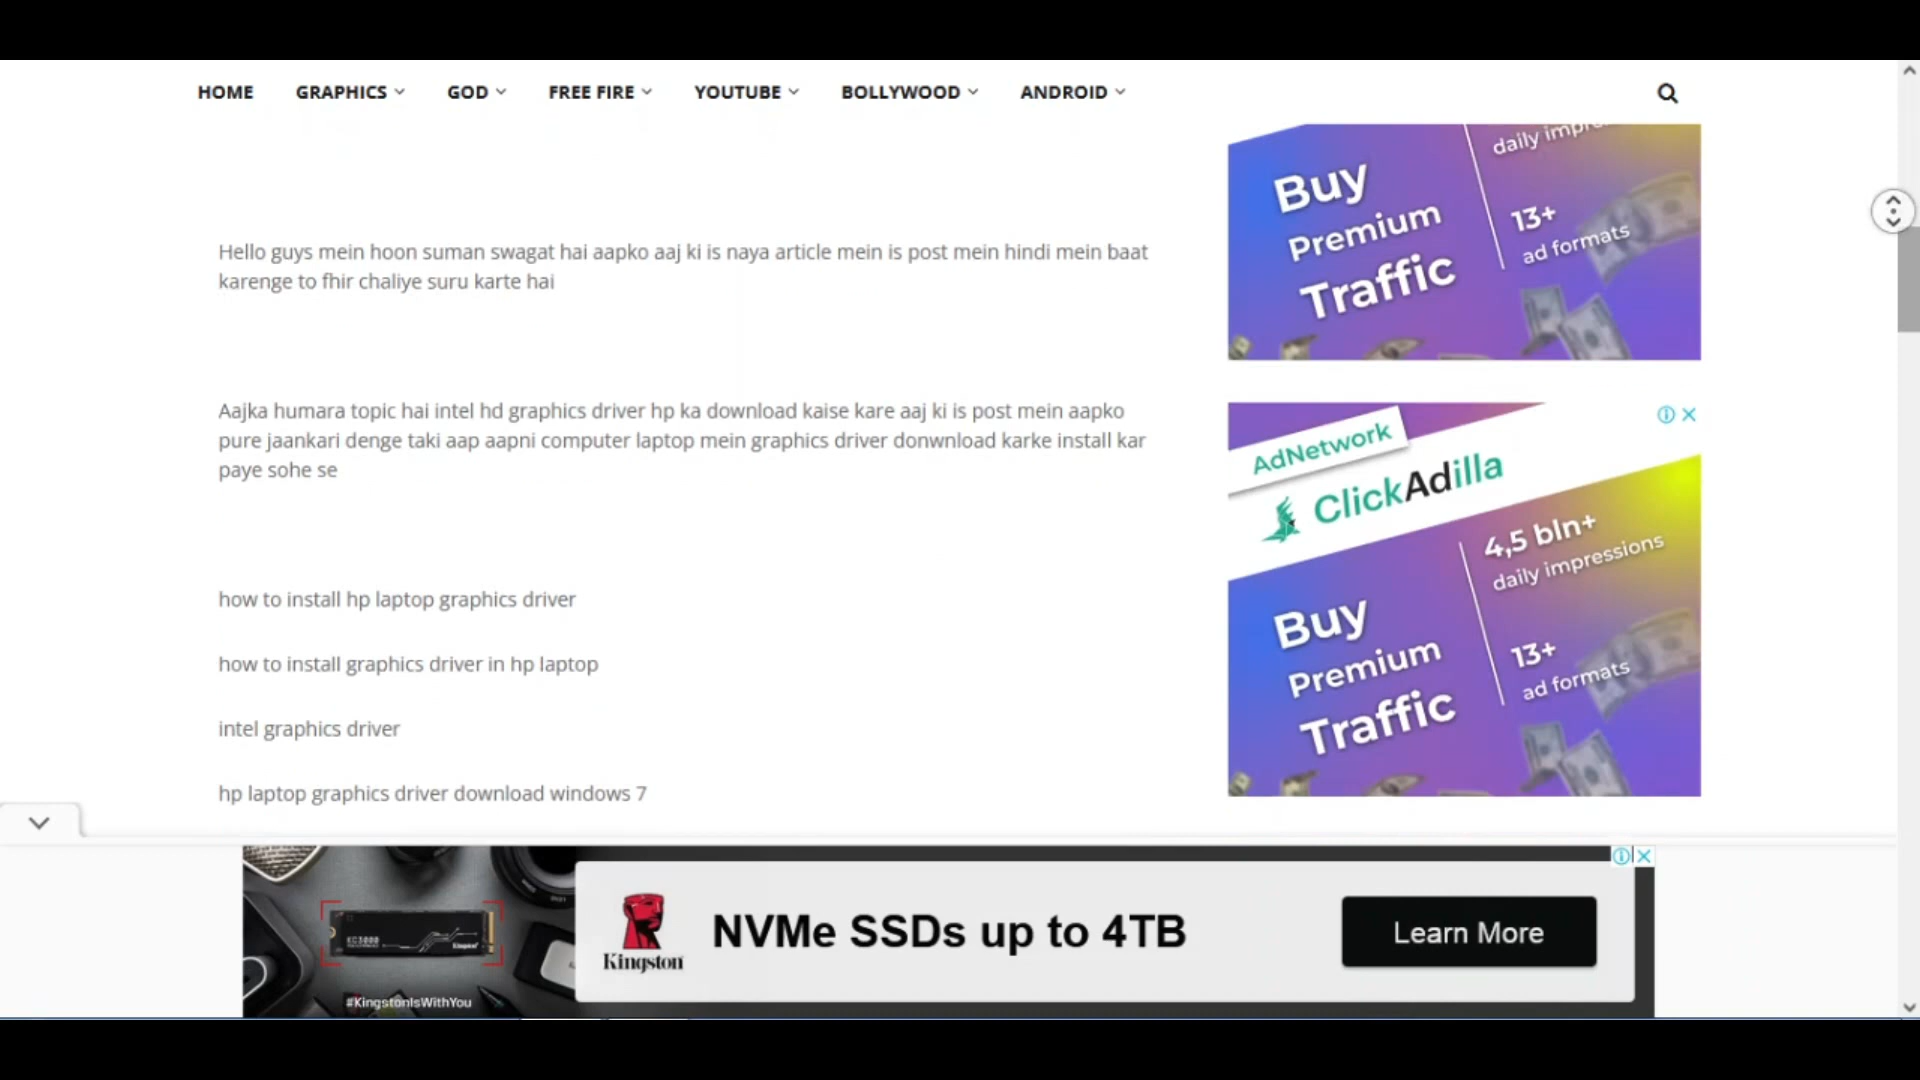 HOME GRAPHICS GOD FREE FIRE YOUTUBE BOLLYWOOD ANDROID
daily
Buy
Premium
Traffic
13+
ad formats
Hello guys mein hoon suman swagat hai aapko aaj ki is naya article mein is post mein hindi mein baat
karenge to fhir chaliye suru karte hai
Aajka humara topic hai intel hd graphics driver hp ka download kaise kare aaj ki is post mein aapko
pure jaankari denge taki aap aapni computer laptop mein graphics driver donwnload karke install kar
paye sohe se
AdNetwork
ClickAdilla
4,5 bln+
daily impressions
Buy
Premium
Traffic
13+
ad formats
how to install hp laptop graphics driver
how to install graphics driver in hp laptop
intel graphics driver
hp laptop graphics driver download windows 7
KC3000
Kingston
#KingstonIsWithYou
Kingston
NVMe SSDs up to 4TB
Learn More